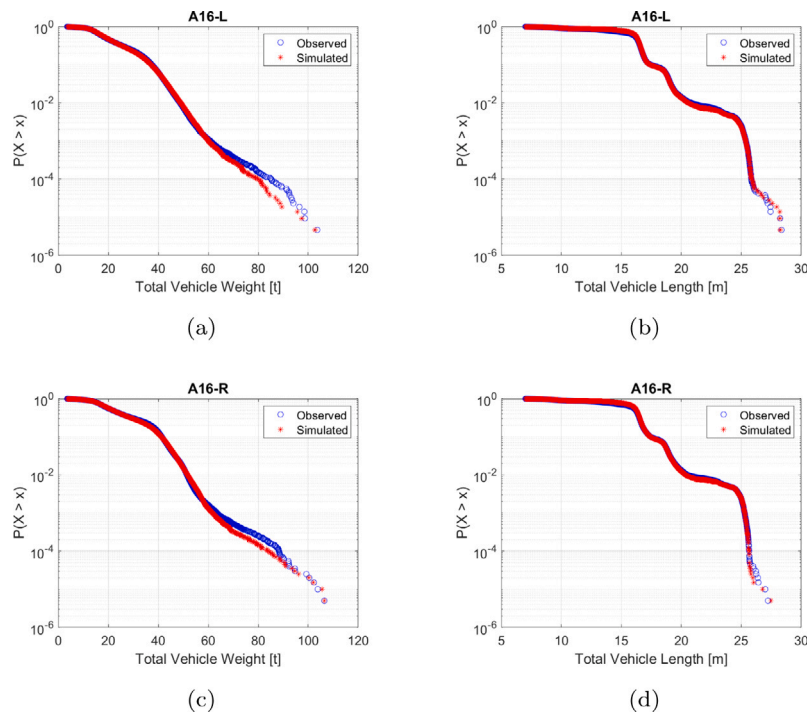 A16-L
10^0
10^-2
10^-4
10^-6
P(X > x)
Observed
Simulated
0 20 40 60 80 100 120
Total Vehicle Weight [t]
(a)
A16-L
10^0
10^-2
10^-4
10^-6
P(X > x)
Observed
Simulated
5 10 15 20 25 30
Total Vehicle Length [m]
(b)
A16-R
10^0
10^-2
10^-4
10^-6
P(X > x)
Observed
Simulated
0 20 40 60 80 100 120
Total Vehicle Weight [t]
(c)
A16-R
10^0
10^-2
10^-4
10^-6
P(X > x)
Observed
Simulated
5 10 15 20 25 30
Total Vehicle Length [m]
(d)